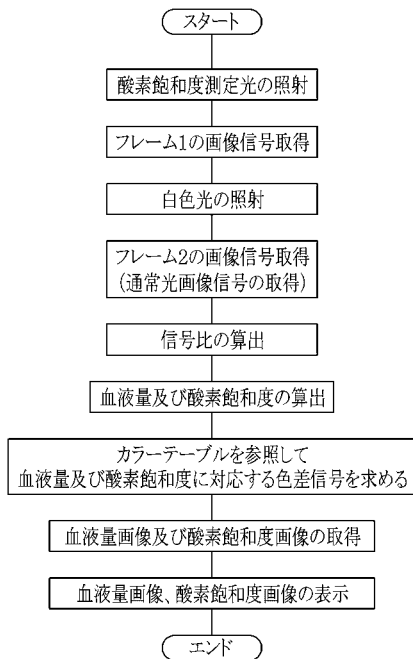 スタート
酸素飽和度測定光の照射
フレーム1の画像信号取得
白色光の照射
フレーム2の画像信号取得
(通常光画像信号の取得)
信号比の算出
血液量及び酸素飽和度の算出
カラーテーブルを参照して
血液量及び酸素飽和度に対応する色差信号を求める
血液量画像及び酸素飽和度画像の取得
血液量画像、酸素飽和度画像の表示
エンド